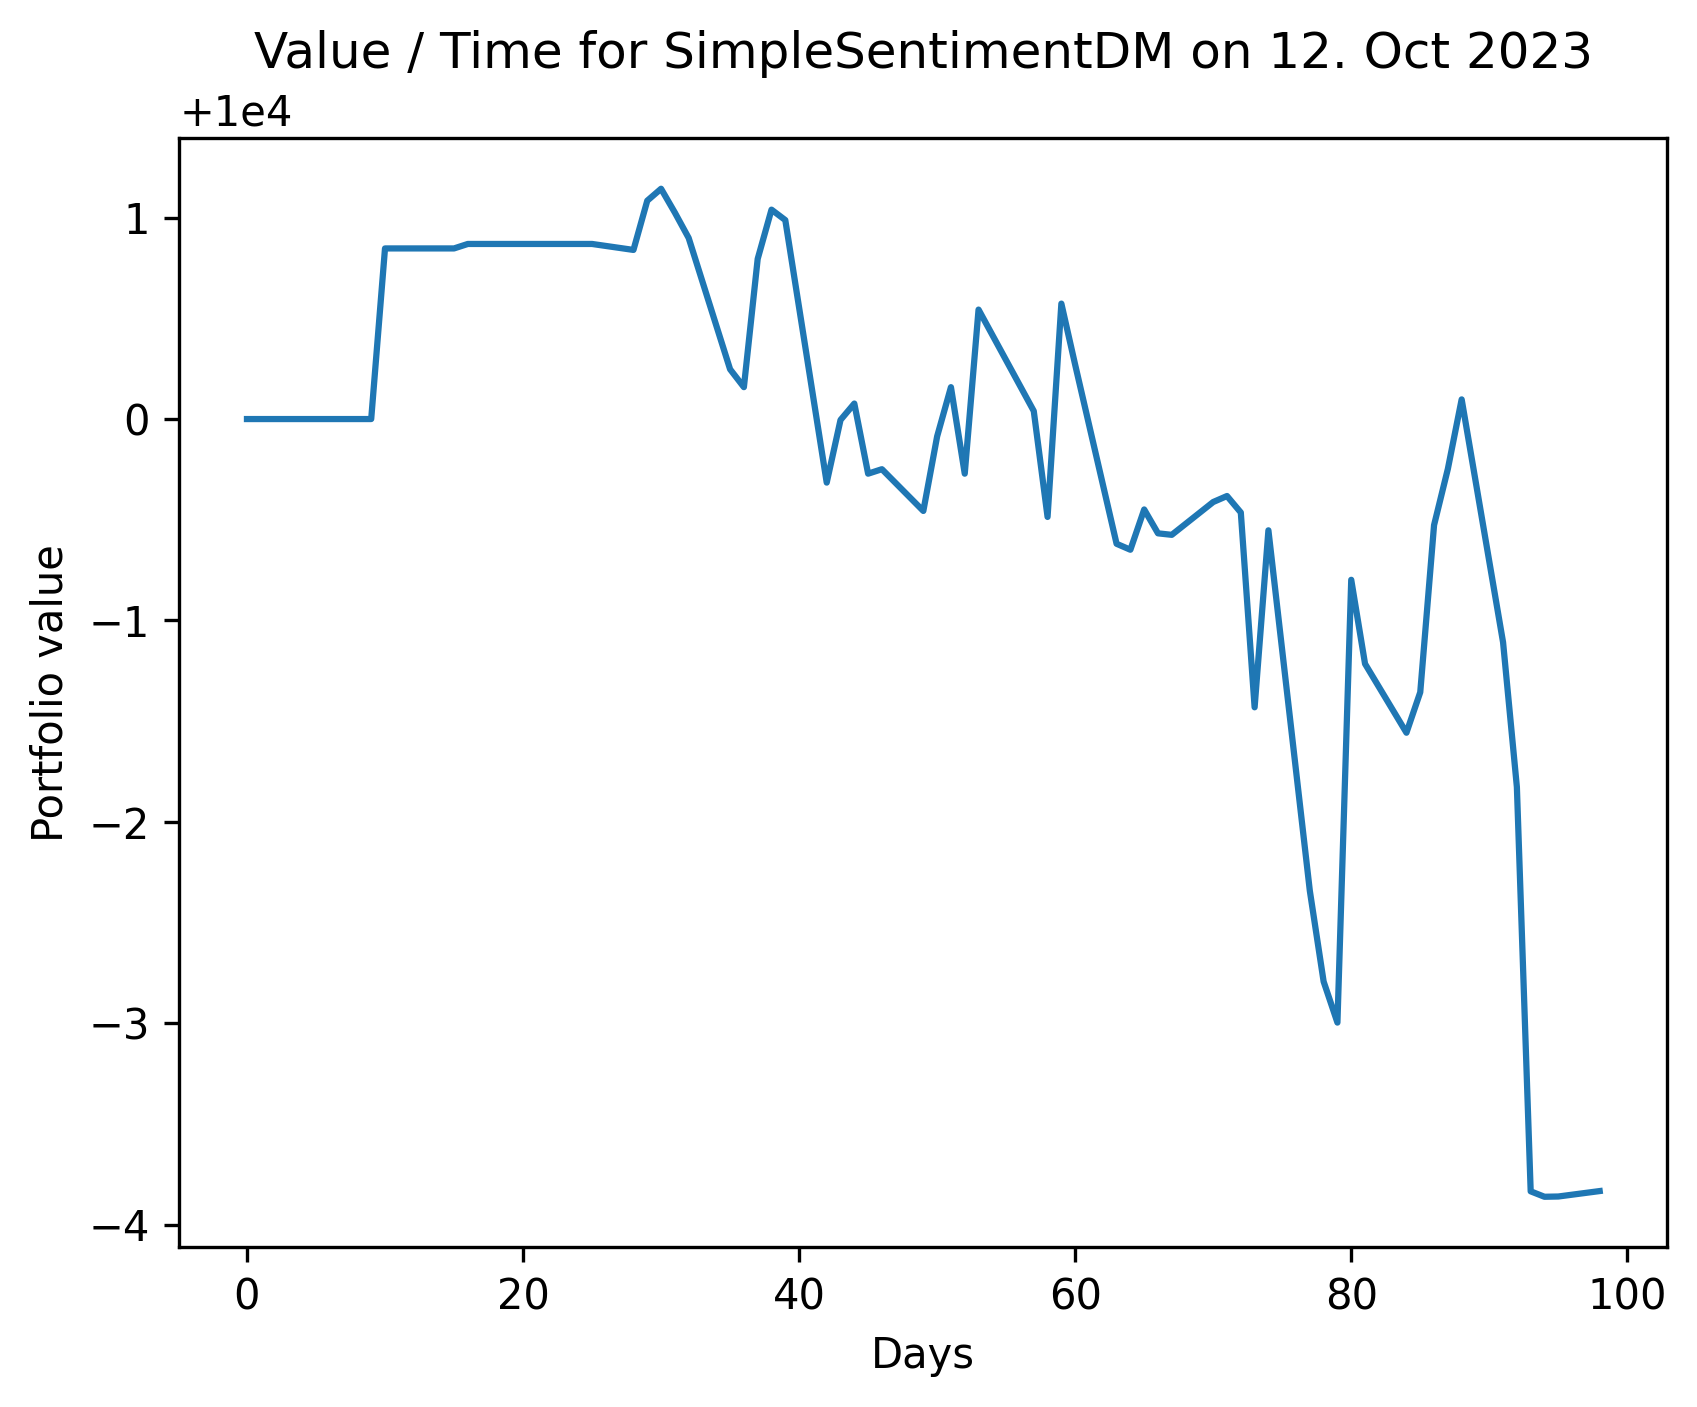 Value / Time for SimpleSentimentDM on 12. Oct 2023
+1e4
1
0
−1
−2
−3
−4
Portfolio value
0 20 40 60 80 100
Days